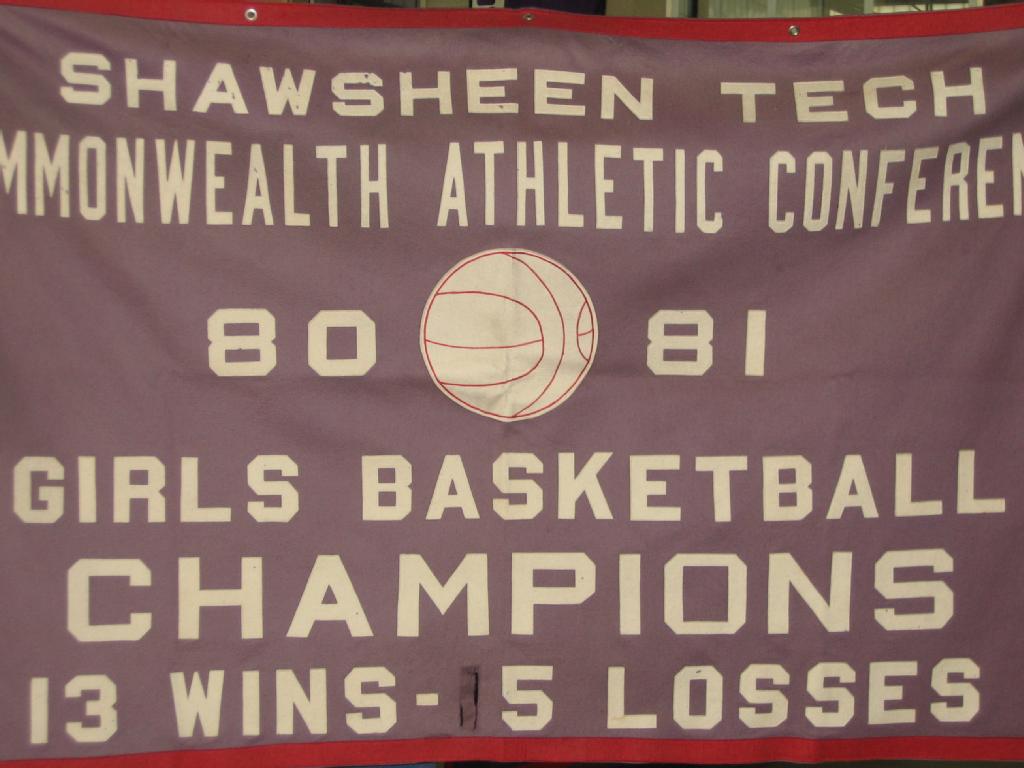 SHAWSHEEN TECH
MMONWEALTH ATHLETIC CONFEREN
80 81
GIRLS BASKETBALL
CHAMPIONS
13 WINS- 5 LOSSES